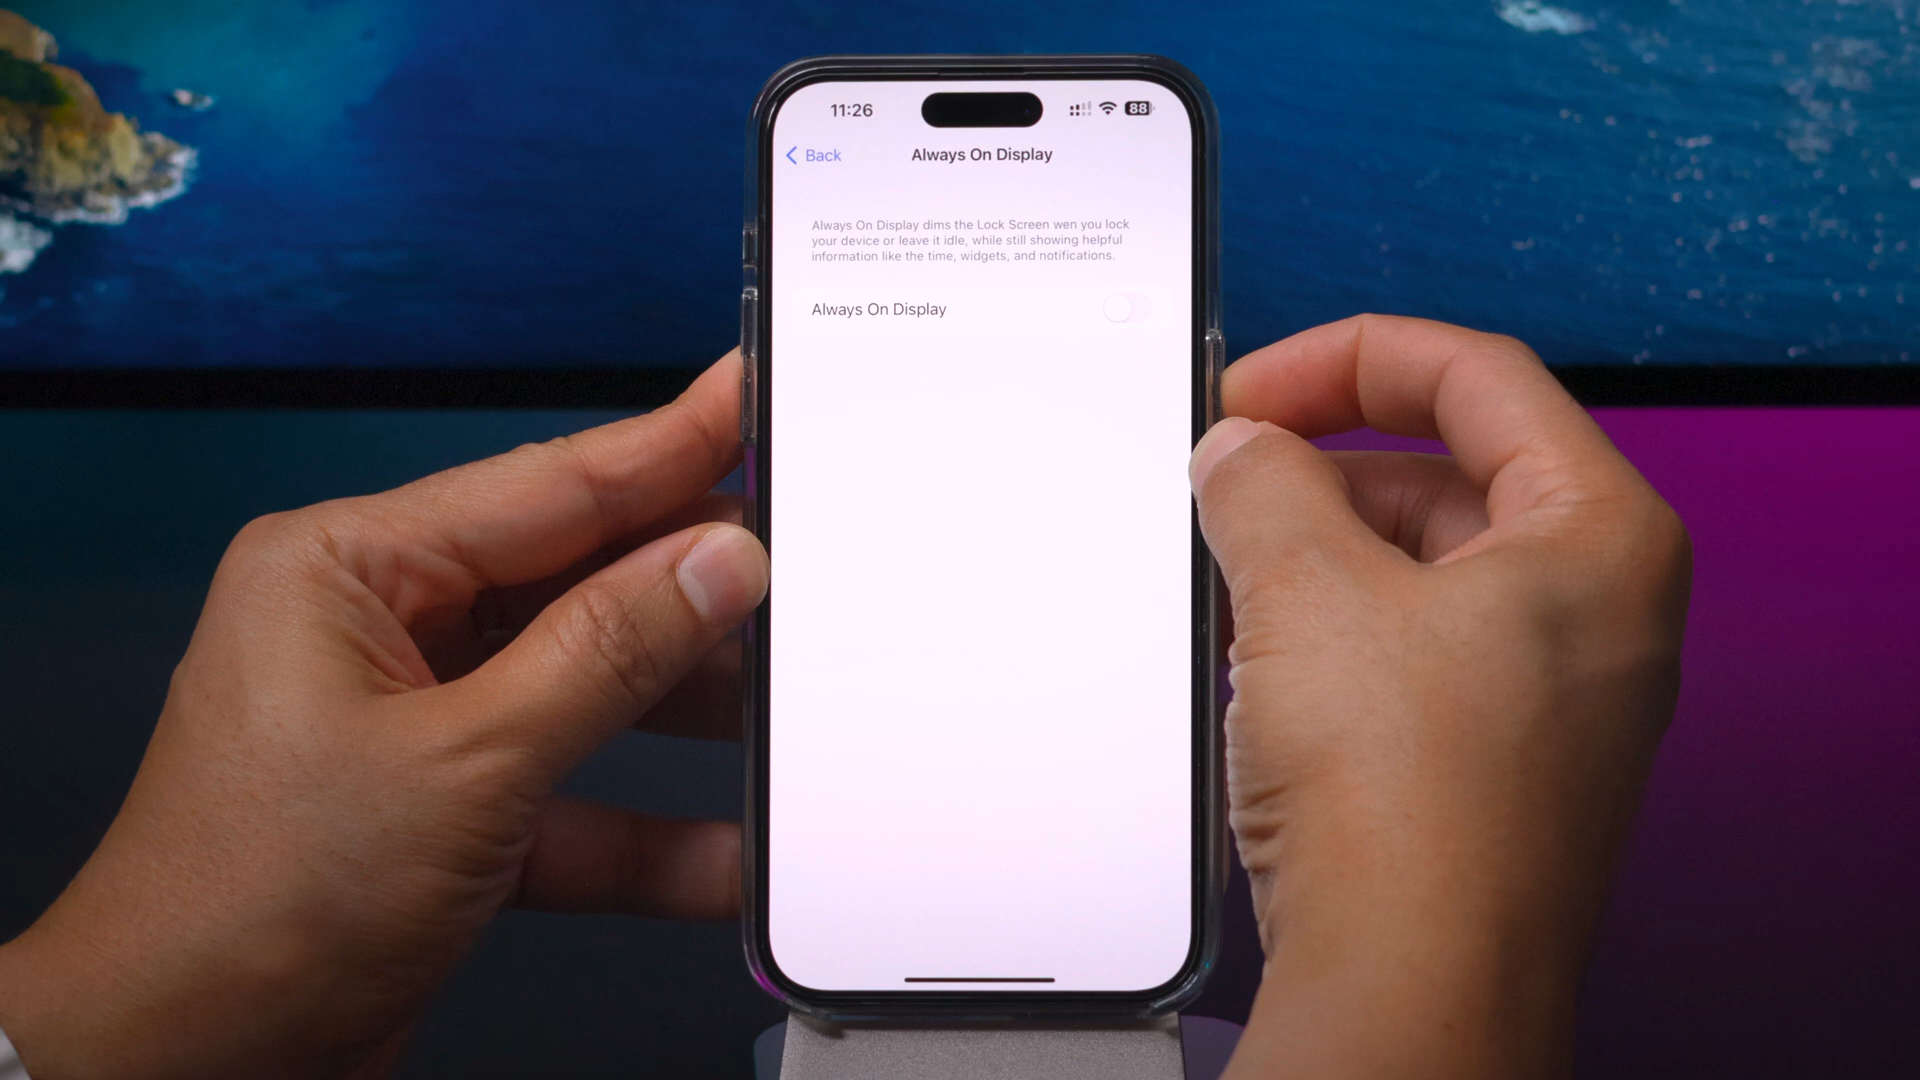 11:26
88
Back
Always On Display
Always On Display dims the Lock Screen wen you lock
your device or leave it idle, while still showing helpful
information like the time, widgets, and notifications.
Always On Display